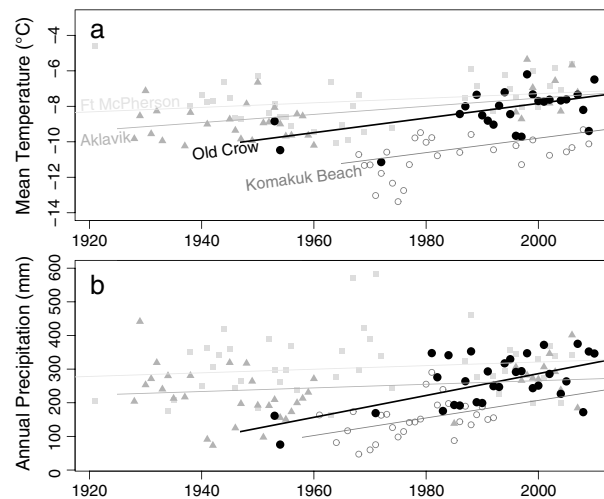 a
Mean Temperature (°C)
−4
−6
−8
−10
−12
−14
Ft McPherson
Aklavik
Old Crow
Komakuk Beach
1920 1940 1960 1980 2000
b
Annual Precipitation (mm)
600
500
400
300
200
100
0
1920 1940 1960 1980 2000